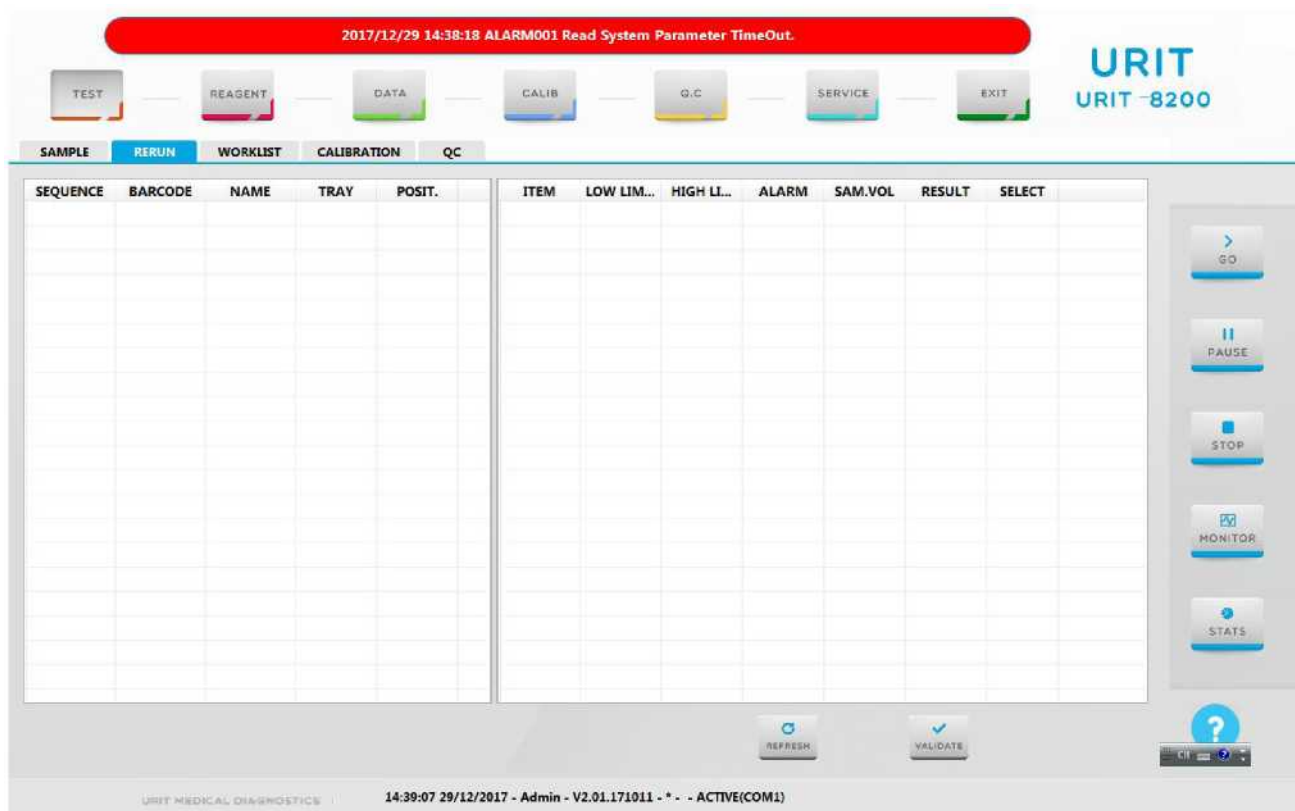 2017/12/29 14:38:18 ALARM001 Read System Parameter TimeOut.
URIT
URIT-8200
TEST REAGENT DATA CALIB Q.C SERVICE EXIT
SAMPLE RERUN WORKLIST CALIBRATION QC
SEQUENCE BARCODE NAME TRAY POSIT. ITEM LOW LIM... HIGH LI... ALARM SAM.VOL RESULT SELECT
GO
PAUSE
STOP
MONITOR
STATS
REFRESH VALIDATE
?
CH ?
URIT MEDICAL DIAGNOSTICS 14:39:07 29/12/2017 - Admin - V2.01.171011 - * - - ACTIVE(COM1)